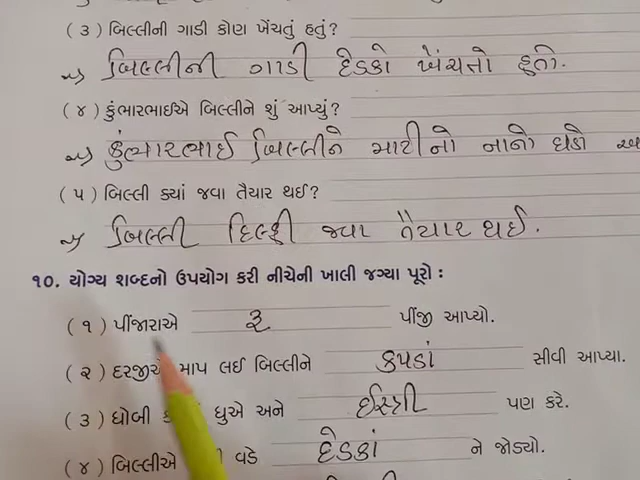 (૩) બિલ્લીની ગાડી કોણ ખેંચતું હતું?
બિલ્લીની ગાડી દેડકો ખેંચતો હતો.
(૪) કુંભારભાઈએ બિલ્લીને શું આપ્યું?
કુંભારભાઈ બિલ્લીને માટીનો નાનો ઘડો
(૫) બિલ્લી ક્યાં જવા તૈયાર થઈ?
બિલ્લી દિલ્હી જવા તૈયાર થઈ.
૧૦. યોગ્ય શબ્દનો ઉપયોગ કરી નીચેની ખાલી જગ્યા પૂરો :
(૧) પીંજારાએ રૂ પીંજી આપ્યો.
(૨) દરજીએ માપ લઈ બિલ્લીને કપડાં સીવી આપ્યા.
(૩) ધોબી ધુએ અને ઈસ્ત્રી પણ કરે.
(૪) બિલ્લીએ વડે દેડકાં ને જોડ્યો.